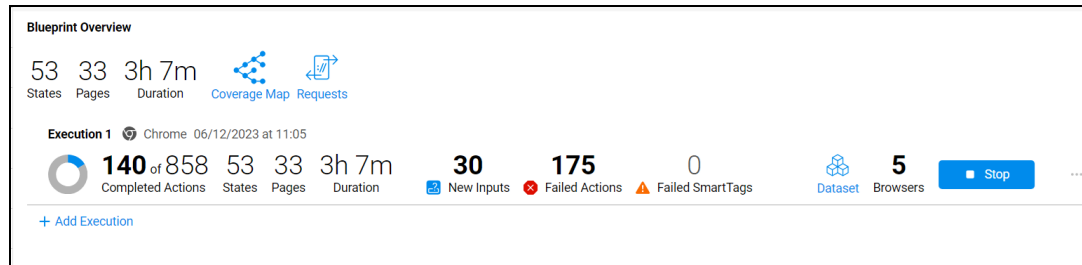 Blueprint Overview
53 33 3h 7m
States Pages Duration Coverage Map Requests
Execution 1 Chrome 06/12/2023 at 11:05
140 of 858 53 33 3h 7m 30 175 0 5 Stop
Completed Actions States Pages Duration New Inputs Failed Actions Failed SmartTags Dataset Browsers
+ Add Execution